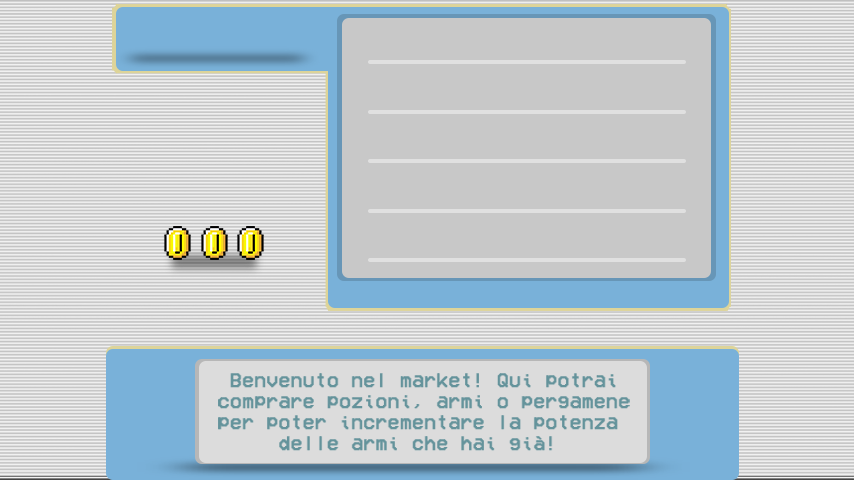 Benvenuto nel market! Qui potrai
comprare pozioni, armi o pergamene
per poter incrementare la potenza
delle armi che hai già!